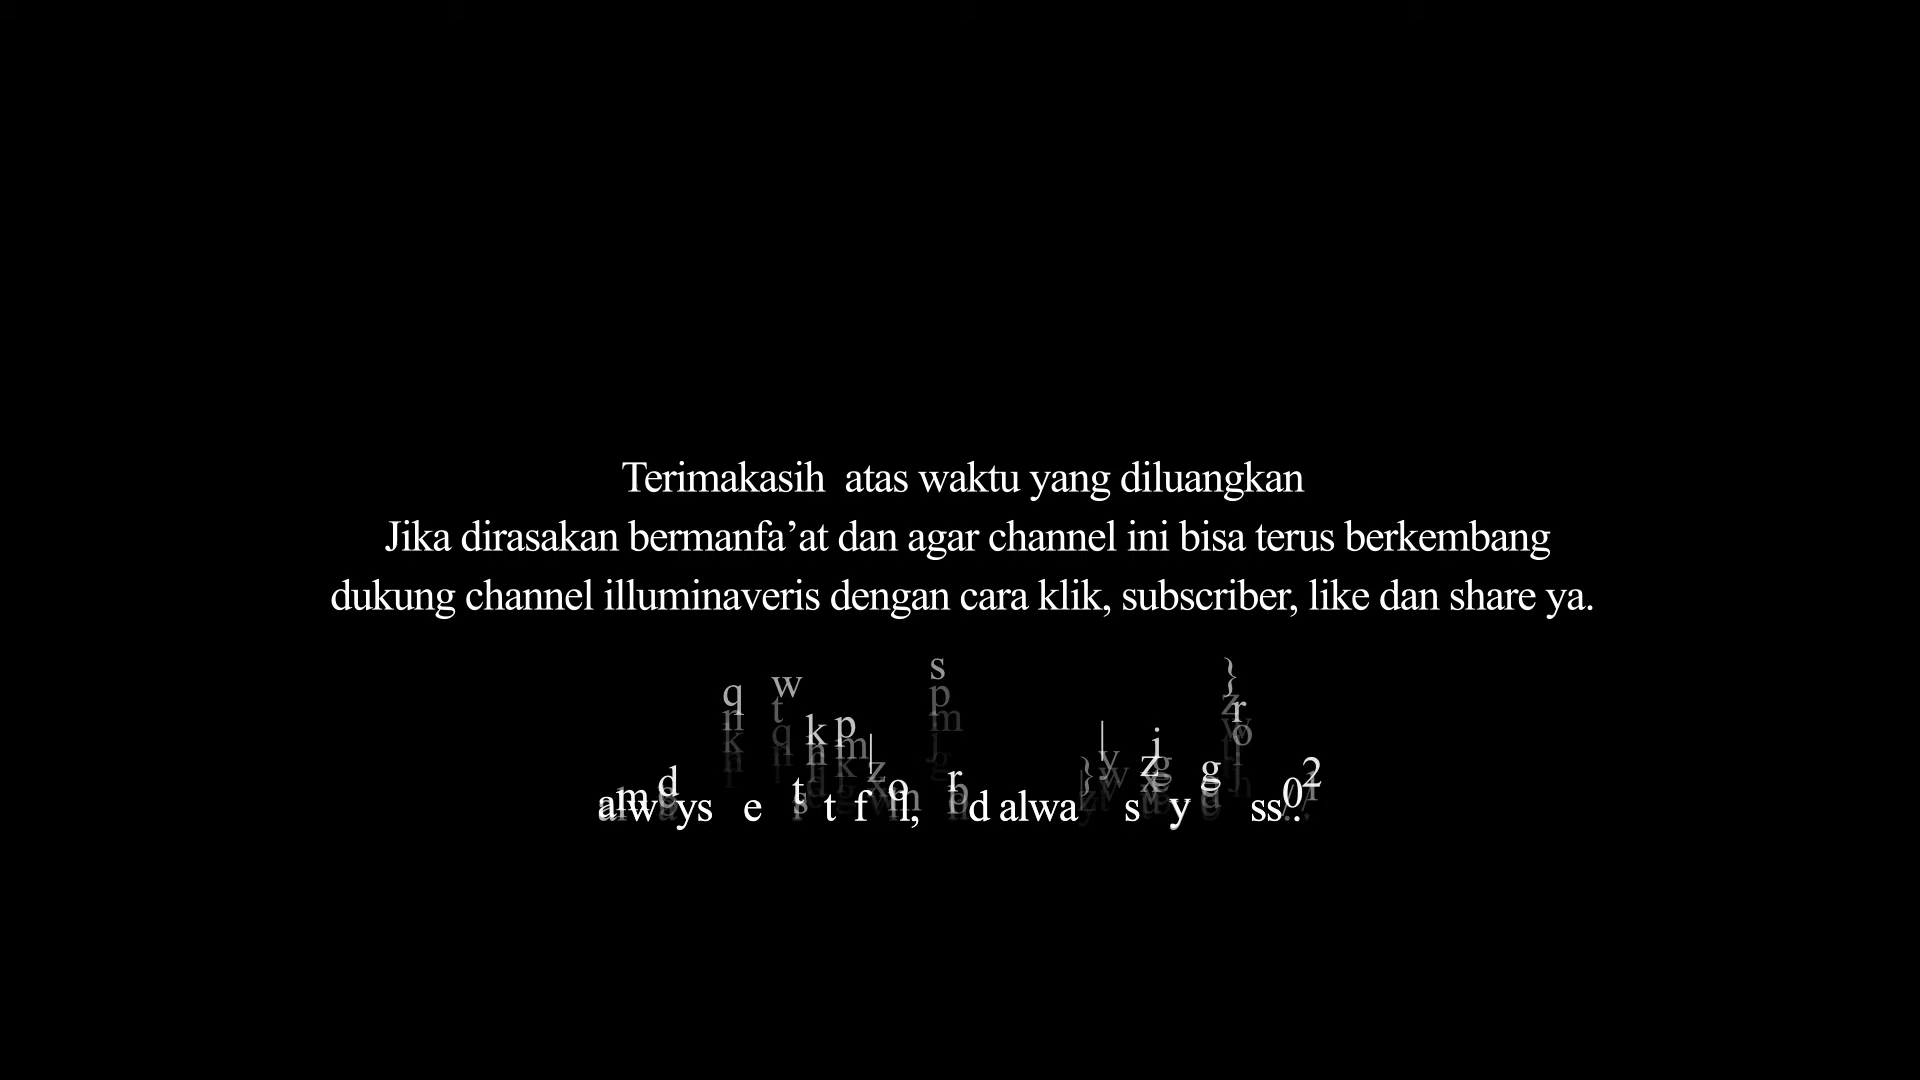 Terimakasih atas waktu yang diluangkan
Jika dirasakan bermanfa’at dan agar channel ini bisa terus berkembang
dukung channel illuminaveris dengan cara klik, subscriber, like dan share ya.